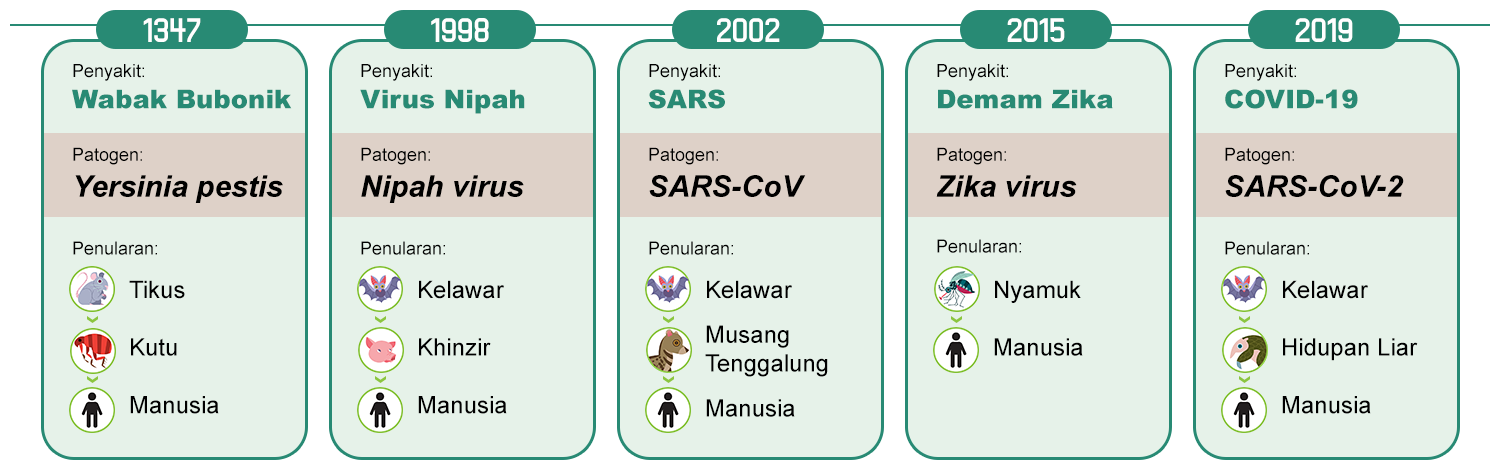 1347
Penyakit:
Wabak Bubonik
Patogen:
Yersinia pestis
Penularan:
Tikus
Kutu
Manusia
1998
Penyakit:
Virus Nipah
Patogen:
Nipah virus
Penularan:
Kelawar
Khinzir
Manusia
2002
Penyakit:
SARS
Patogen:
SARS-CoV
Penularan:
Kelawar
Musang
Tenggalung
Manusia
2015
Penyakit:
Demam Zika
Patogen:
Zika virus
Penularan:
Nyamuk
Manusia
2019
Penyakit:
COVID-19
Patogen:
SARS-CoV-2
Penularan:
Kelawar
Hidupan Liar
Manusia